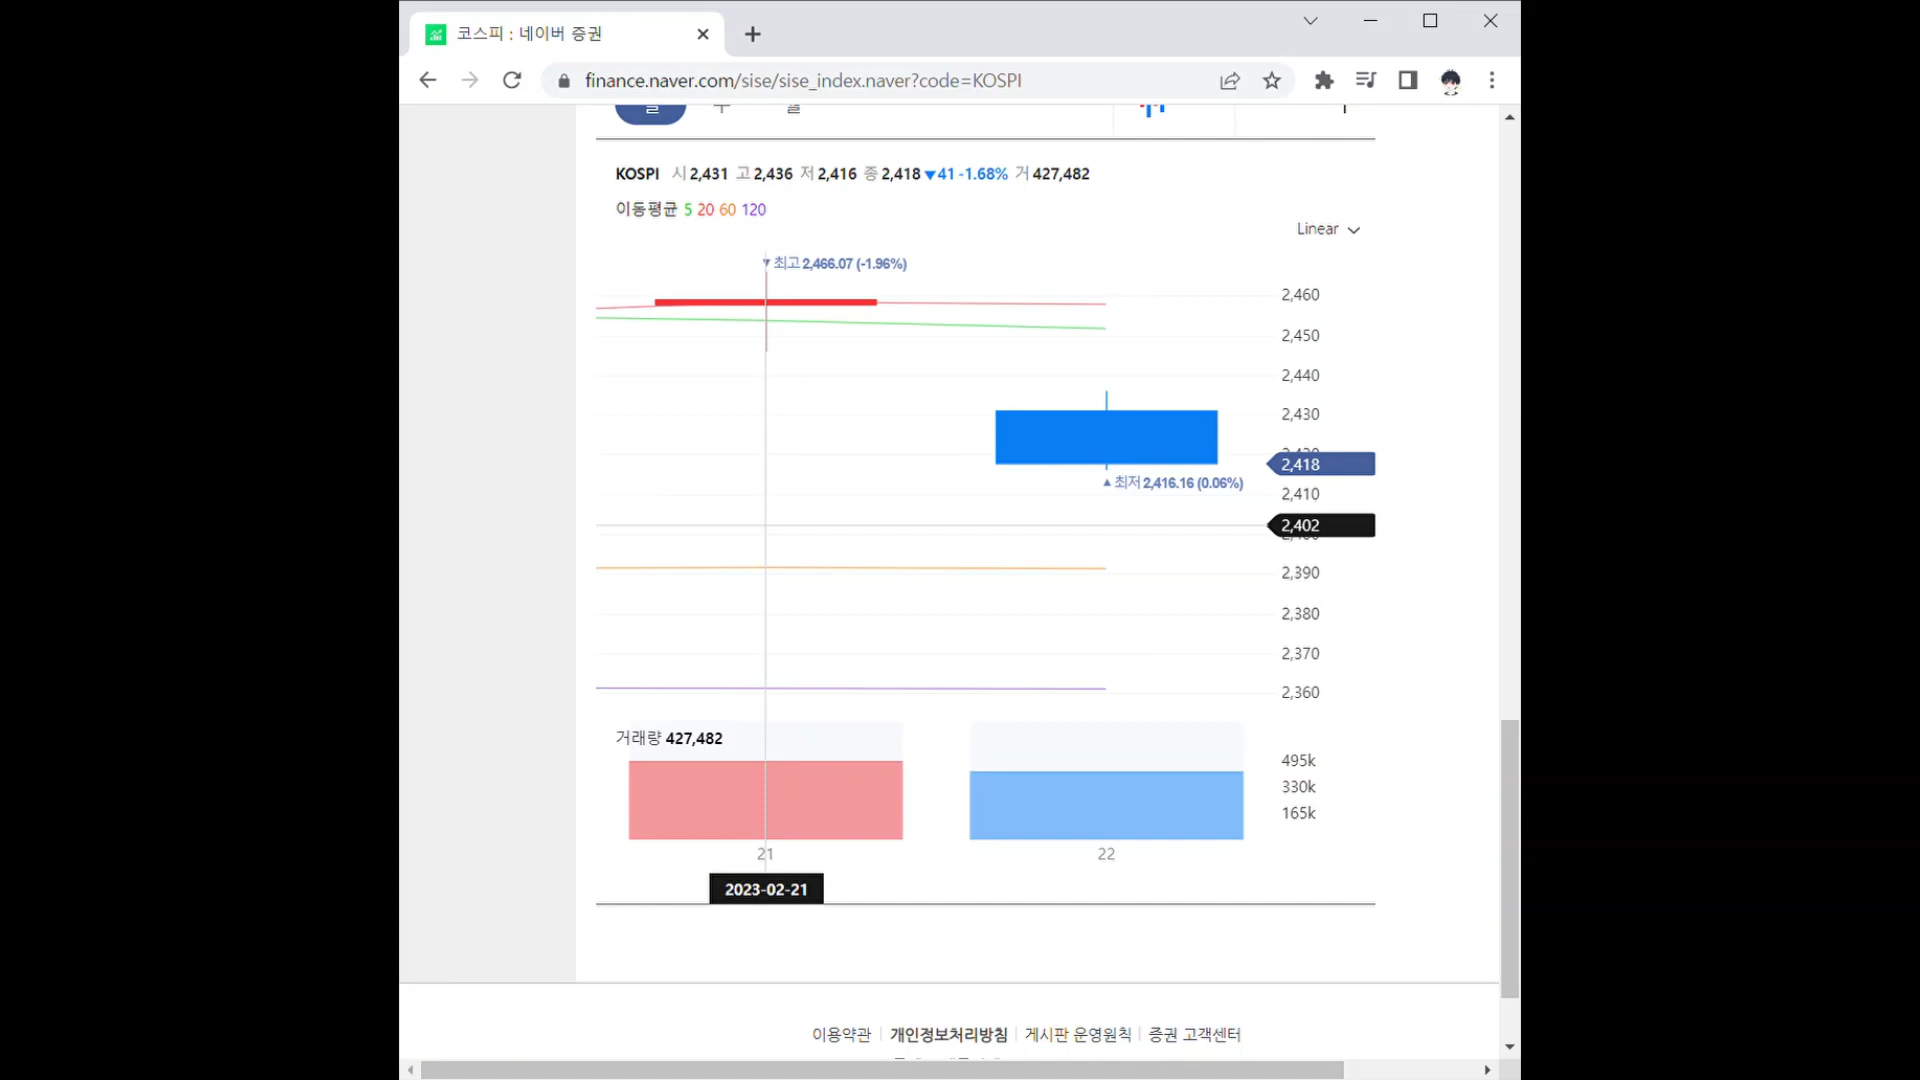 코스피 : 네이버 증권
finance.naver.com/sise/sise_index.naver?code=KOSPI
KOSPI 시 2,431 고 2,436 저 2,416 종 2,418 ▼41 -1.68% 거 427,482
이동평균 5 20 60 120
Linear
▼ 최고 2,466.07 (-1.96%)
2,460
2,450
2,440
2,430
2,418
▲ 최저 2,416.16 (0.06%)
2,410
2,402
2,390
2,380
2,370
2,360
거래량 427,482
495k
330k
165k
21 22
2023-02-21
이용약관 개인정보처리방침 게시판 운영원칙 증권 고객센터